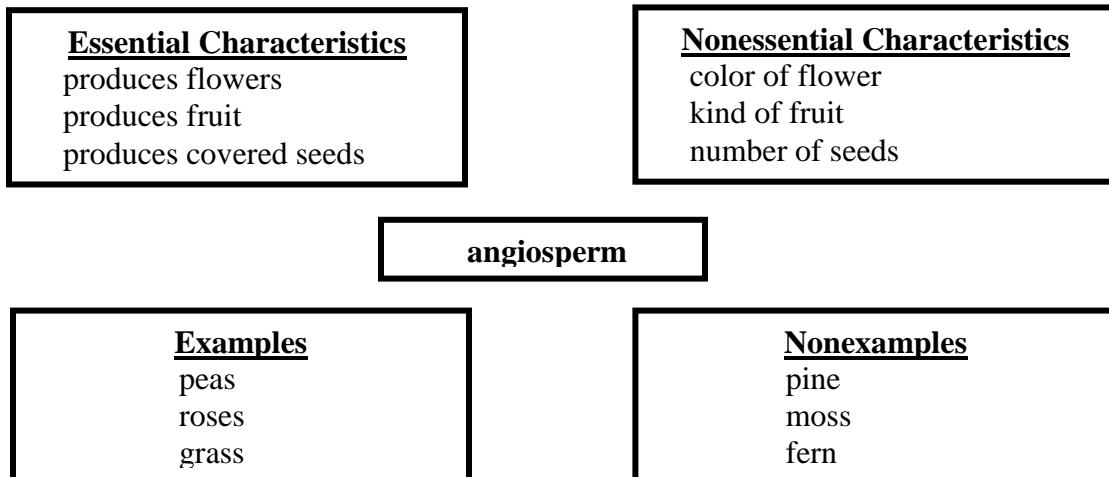 Essential Characteristics
produces flowers
produces fruit
produces covered seeds
Nonessential Characteristics
color of flower
kind of fruit
number of seeds
angiosperm
Examples
peas
roses
grass
Nonexamples
pine
moss
fern